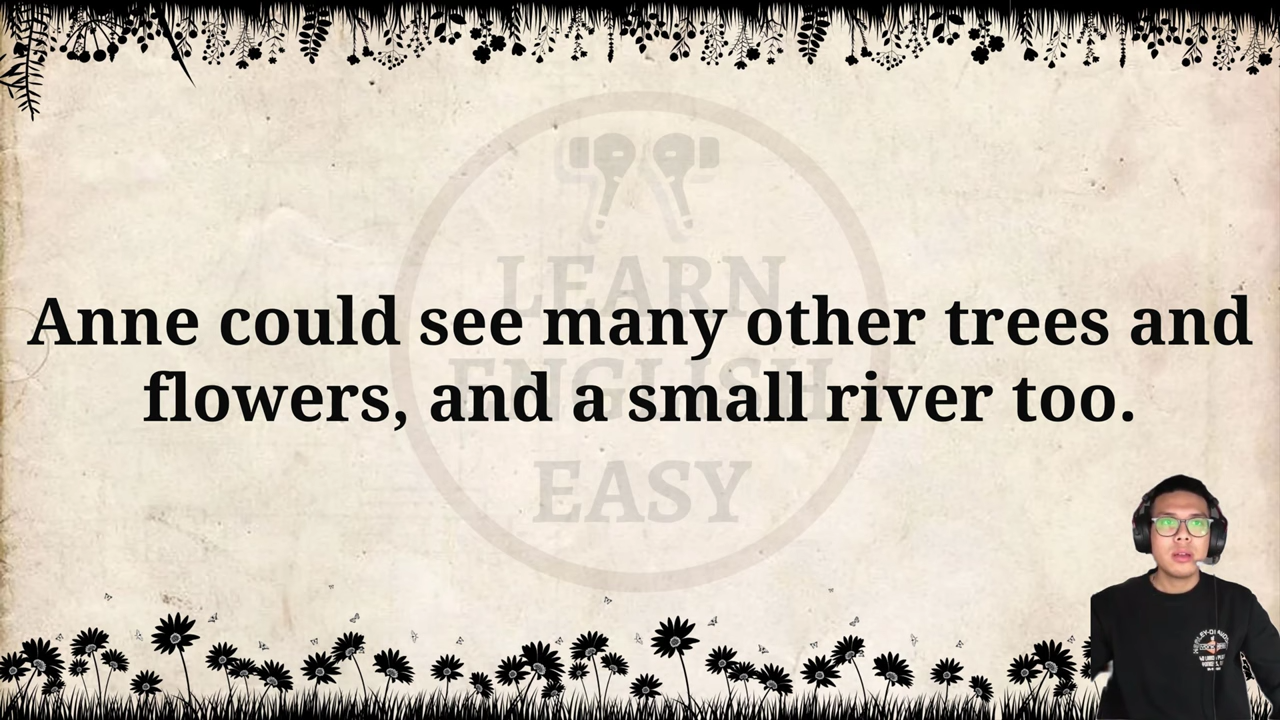 LEARN
ENGLISH
EASY
Anne could see many other trees and
flowers, and a small river too.